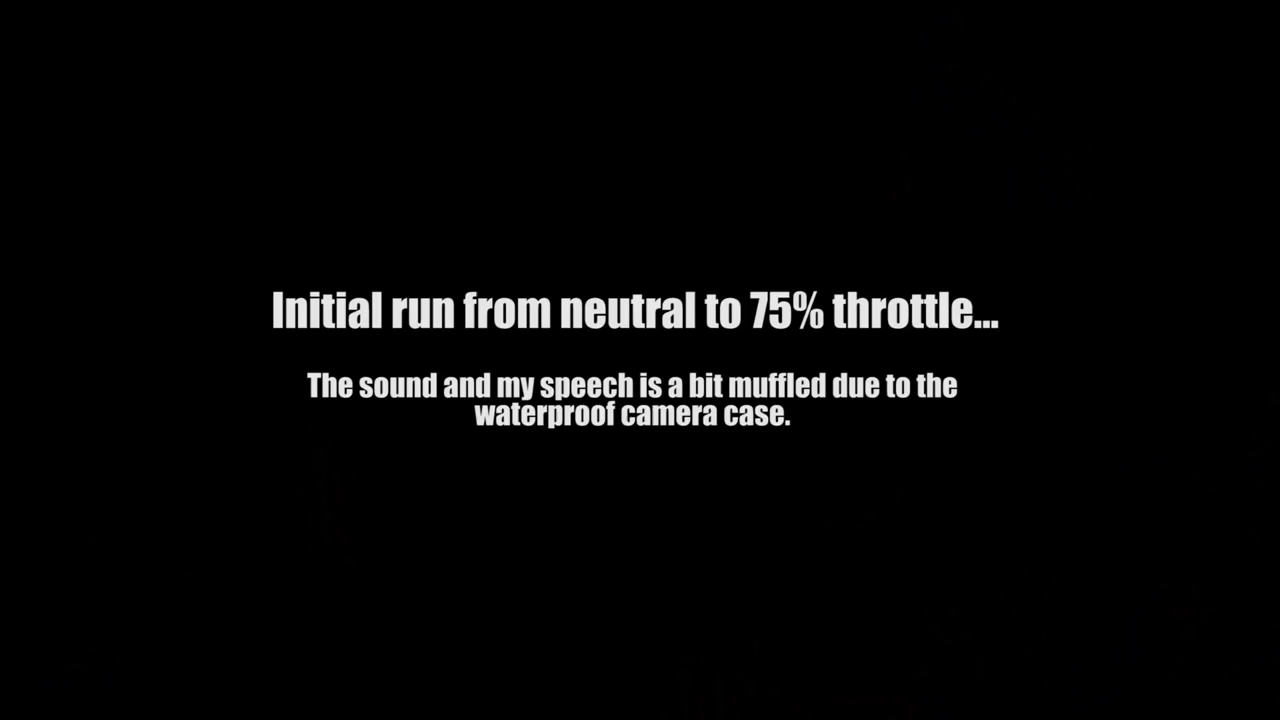 Initial run from neutral to 75% throttle...
The sound and my speech is a bit muffled due to the
waterproof camera case.